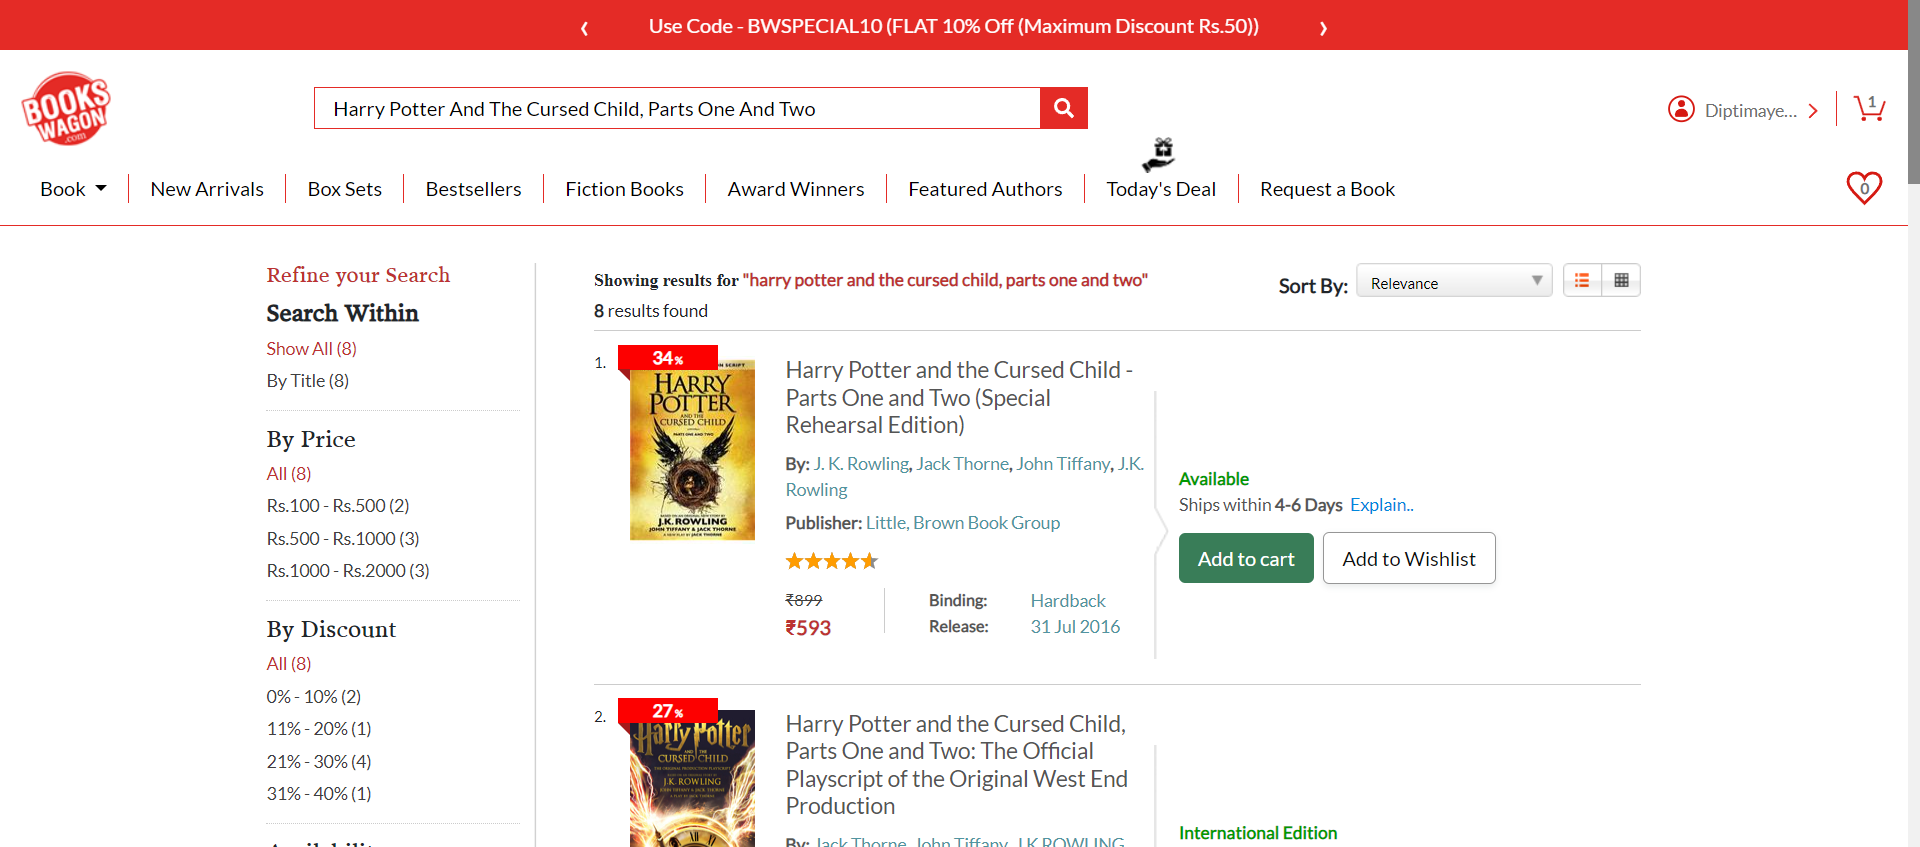 Use Code - BWSPECIAL10 (FLAT 10% Off (Maximum Discount Rs.50))
BOOKS
WAGON
.com
Harry Potter And The Cursed Child, Parts One And Two
Diptimaye...
1
Book
New Arrivals
Box Sets
Bestsellers
Fiction Books
Award Winners
Featured Authors
Today's Deal
Request a Book
0
Refine your Search
Search Within
Show All (8)
By Title (8)
By Price
All (8)
Rs.100 - Rs.500 (2)
Rs.500 - Rs.1000 (3)
Rs.1000 - Rs.2000 (3)
By Discount
All (8)
0% - 10% (2)
11% - 20% (1)
21% - 30% (4)
31% - 40% (1)
Showing results for "harry potter and the cursed child, parts one and two"
8 results found
Sort By:
Relevance
1.
34%
HARRY
POTTER
AND THE
CURSED CHILD
PARTS ONE AND TWO
J.K.ROWLING
JOHN TIFFANY & JACK THORNE
A NEW PLAY BY JACK THORNE
Harry Potter and the Cursed Child -
Parts One and Two (Special
Rehearsal Edition)
By: J. K. Rowling, Jack Thorne, John Tiffany, J.K.
Rowling
Publisher: Little, Brown Book Group
₹899
₹593
Binding: Hardback
Release: 31 Jul 2016
Available
Ships within 4-6 Days Explain..
Add to cart
Add to Wishlist
2.
27%
Harry Potter
AND THE
CURSED CHILD
J.K. ROWLING
Harry Potter and the Cursed Child,
Parts One and Two: The Official
Playscript of the Original West End
Production
By: Jack Thorne, John Tiffany, J.K ROWLING
International Edition